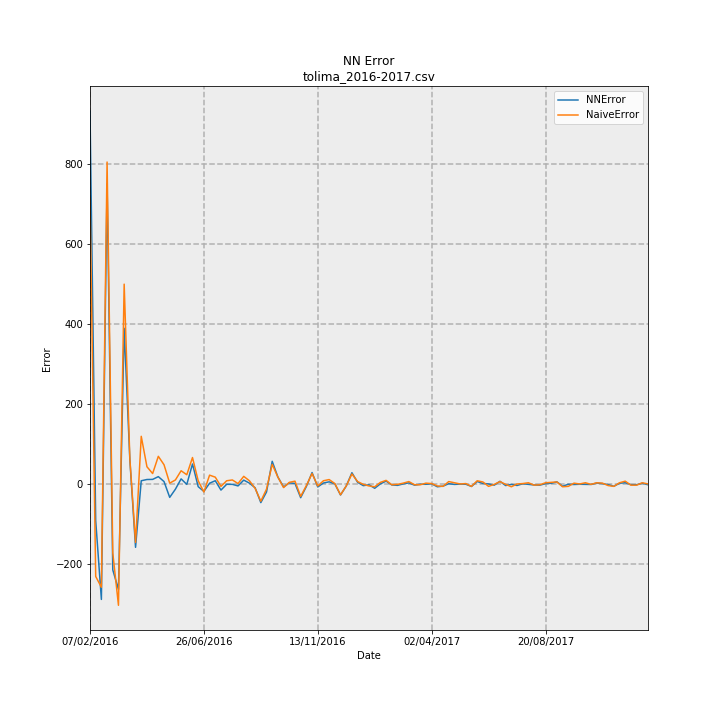 NN Error
tolima_2016-2017.csv
NNError
NaiveError
800
600
400
200
0
−200
Error
07/02/2016
26/06/2016
13/11/2016
02/04/2017
20/08/2017
Date